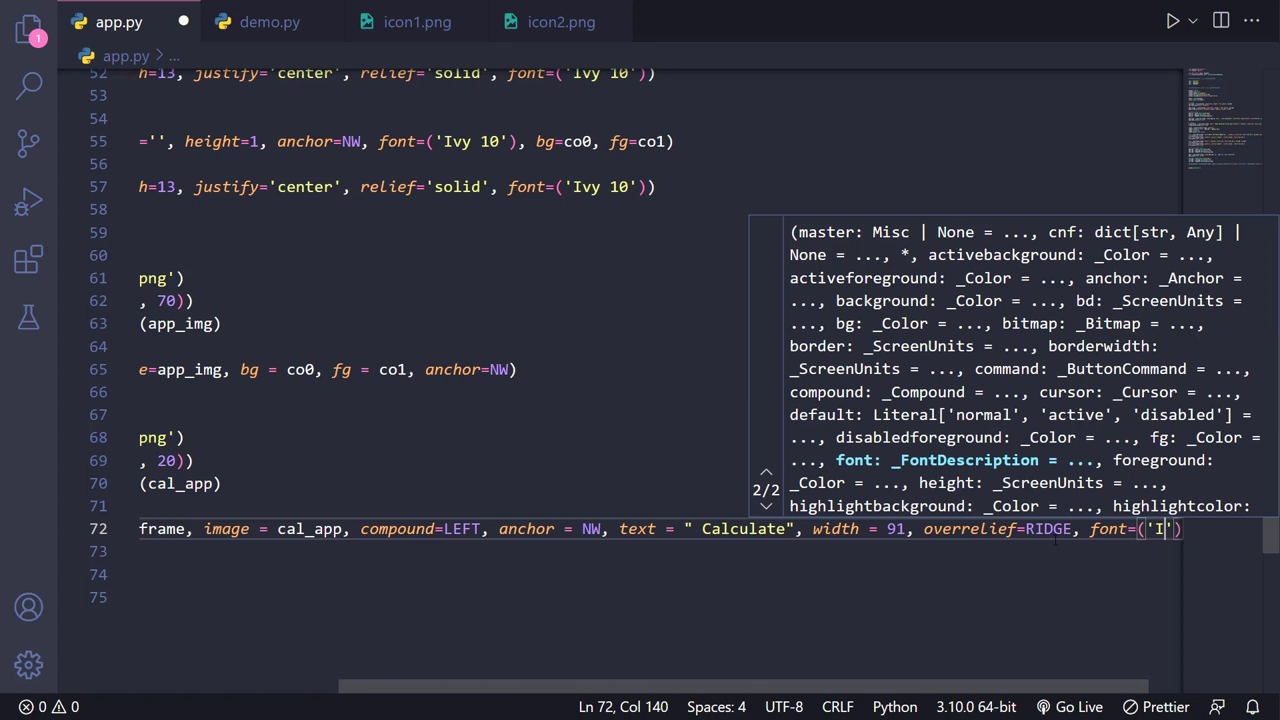 app.py
demo.py
icon1.png
icon2.png
1
app.py > ...
52 h=13, justify='center', relief='solid', font=('Ivy 10'))
53
54
55 ='', height=1, anchor=NW, font=('Ivy 10'), bg=co0, fg=co1)
56
57 h=13, justify='center', relief='solid', font=('Ivy 10'))
58
59
60
61 png')
62 , 70))
63 (app_img)
64
65 e=app_img, bg = co0, fg = co1, anchor=NW)
66
67
68 png')
69 , 20))
70 (cal_app)
71
72 frame, image = cal_app, compound=LEFT, anchor = NW, text = " Calculate", width = 91, overrelief=RIDGE, font=('I')
73
74
75
(master: Misc | None = ..., cnf: dict[str, Any] |
None = ..., *, activebackground: _Color = ...,
activeforeground: _Color = ..., anchor: _Anchor =
..., background: _Color = ..., bd: _ScreenUnits =
..., bg: _Color = ..., bitmap: _Bitmap = ...,
border: _ScreenUnits = ..., borderwidth:
_ScreenUnits = ..., command: _ButtonCommand = ...,
compound: _Compound = ..., cursor: _Cursor = ...,
default: Literal['normal', 'active', 'disabled'] =
..., disabledforeground: _Color = ..., fg: _Color =
..., font: _FontDescription = ..., foreground:
_Color = ..., height: _ScreenUnits = ...,
highlightbackground: _Color = ..., highlightcolor:
2/2
0 0
Ln 72, Col 140
Spaces: 4
UTF-8
CRLF
Python
3.10.0 64-bit
Go Live
Prettier